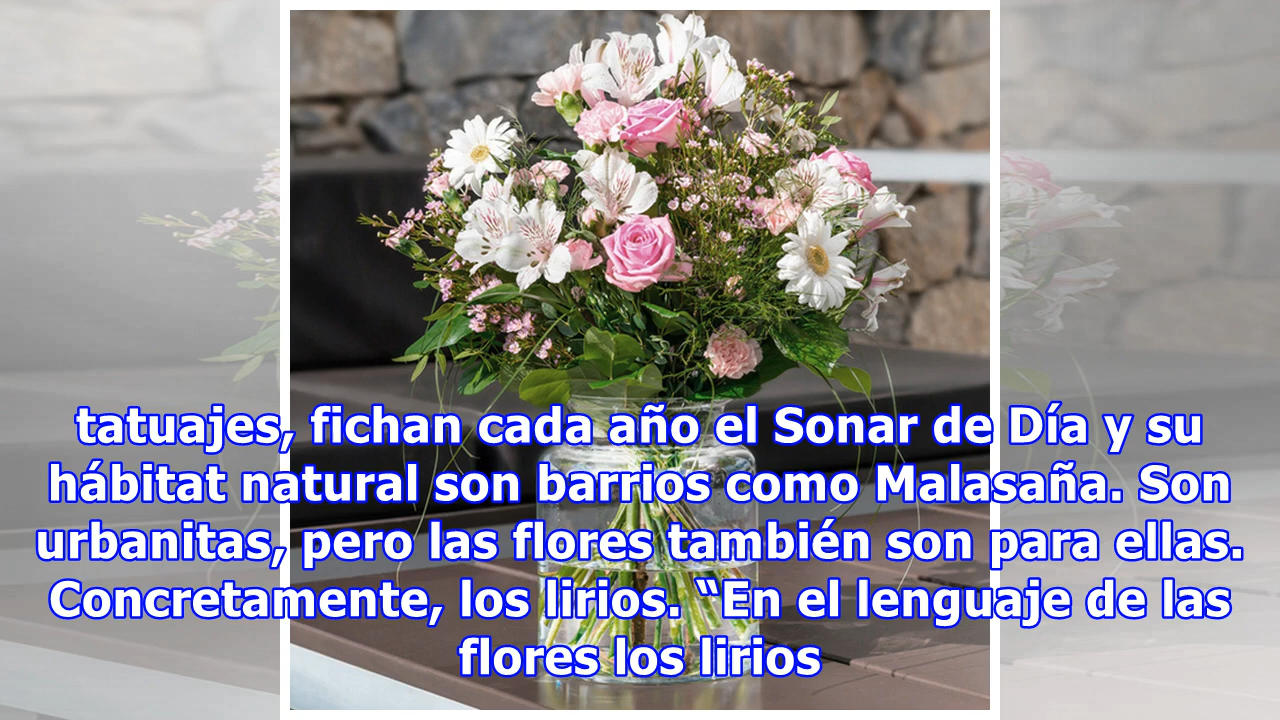 tatuajes, fichan cada año el Sonar de Día y su
hábitat natural son barrios como Malasaña. Son
urbanitas, pero las flores también son para ellas.
Concretamente, los lirios. “En el lenguaje de las
flores los lirios